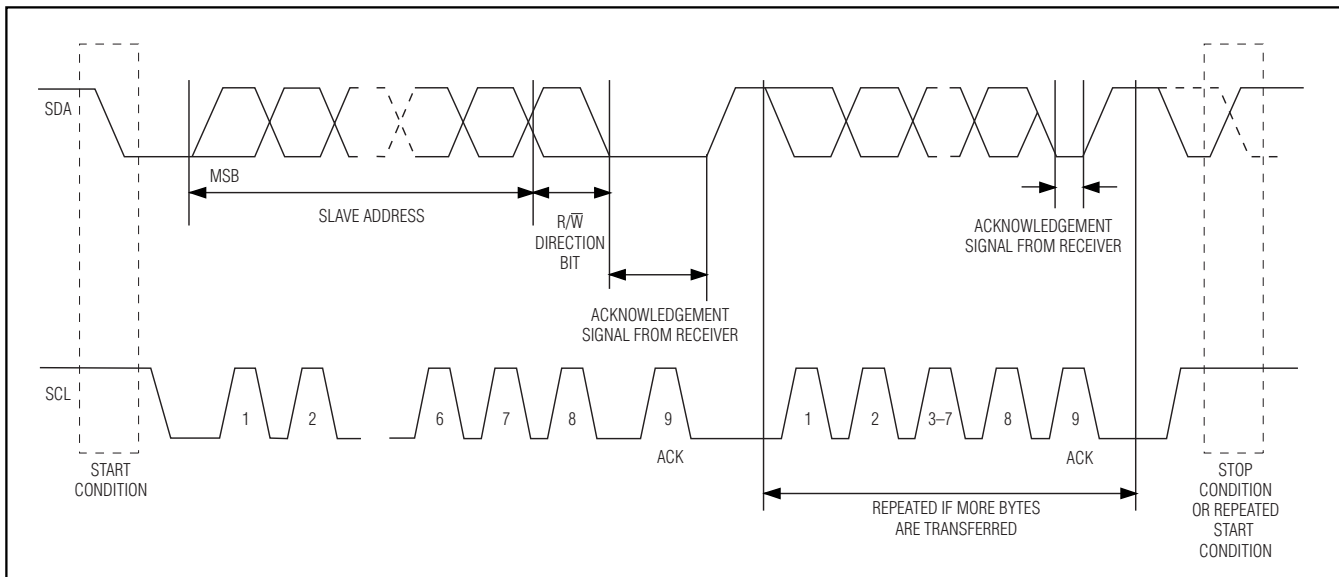 SDA
MSB
SLAVE ADDRESS
R/W̅
DIRECTION
BIT
ACKNOWLEDGEMENT
SIGNAL FROM RECEIVER
ACKNOWLEDGEMENT
SIGNAL FROM RECEIVER
SCL
1
2
6
7
8
9
ACK
1
2
3–7
8
9
ACK
START
CONDITION
REPEATED IF MORE BYTES
ARE TRANSFERRED
STOP
CONDITION
OR REPEATED
START
CONDITION